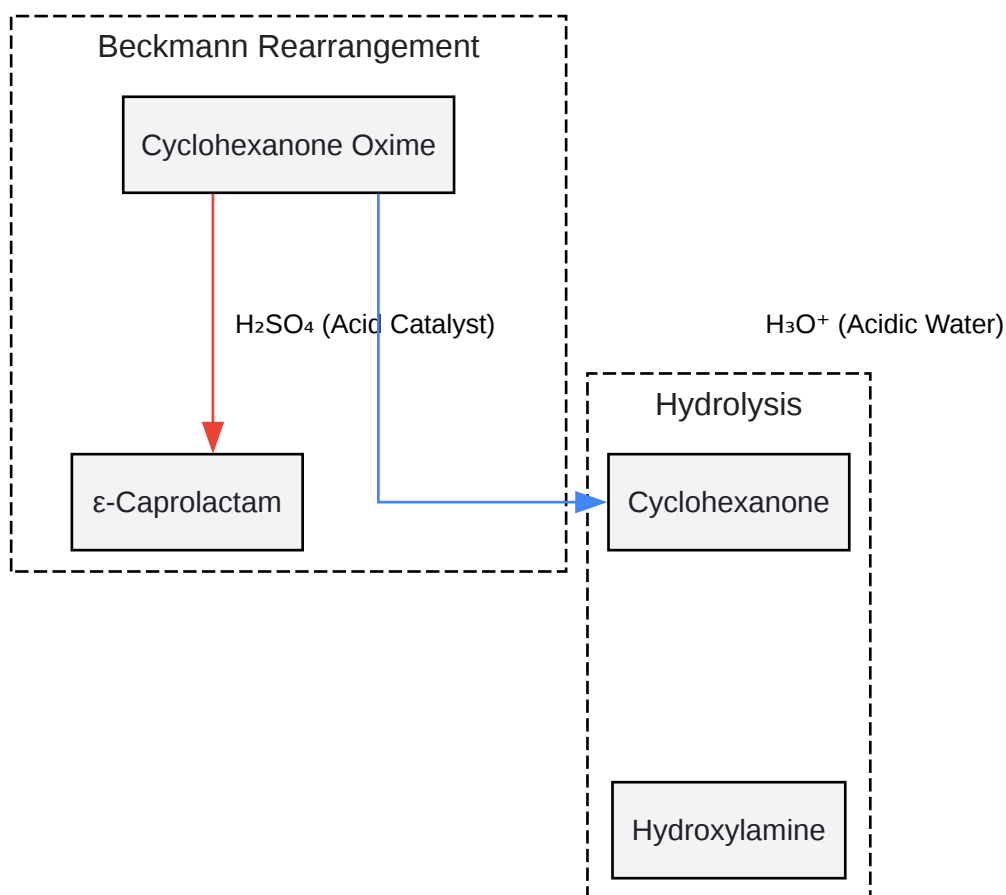 Beckmann Rearrangement
Cyclohexanone Oxime
H₂SO₄ (Acid Catalyst)
H₃O⁺ (Acidic Water)
Hydrolysis
ε-Caprolactam
Cyclohexanone
Hydroxylamine